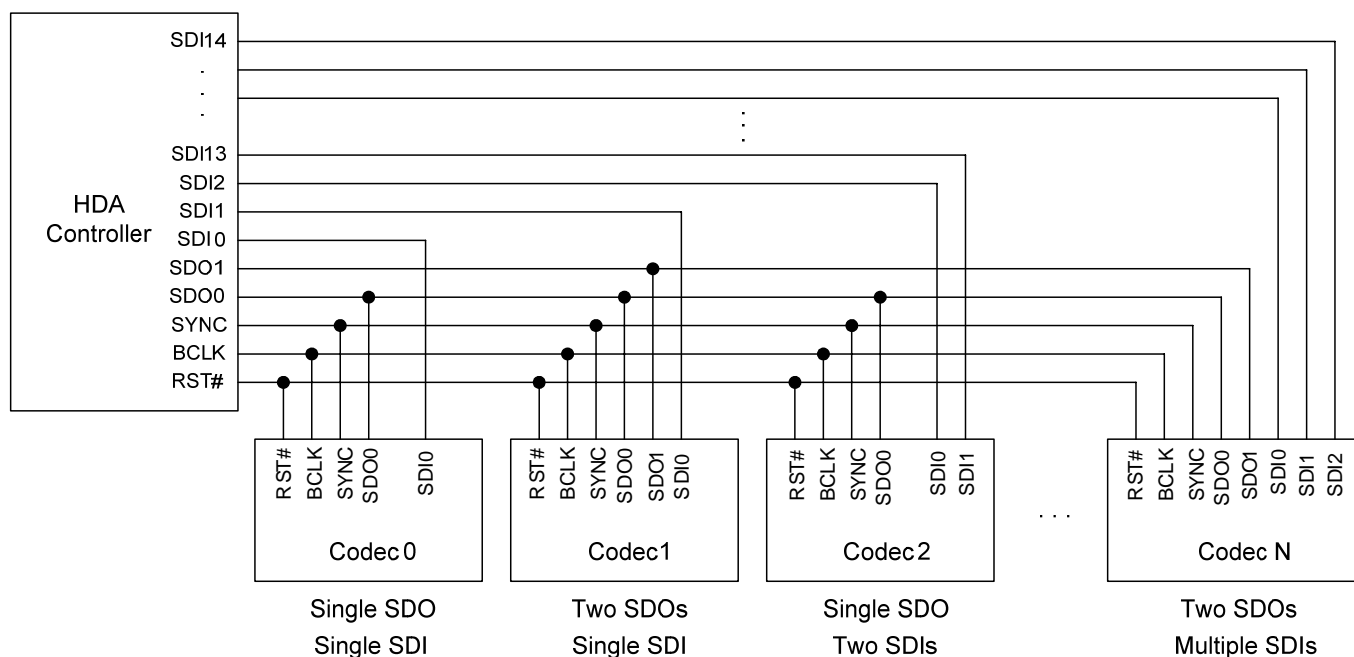 SDI14
.
.
.
SDI13
SDI2
SDI1
SDI0
SDO1
SDO0
SYNC
BCLK
RST#
HDA
Controller
RST#
BCLK
SYNC
SDO0
SDI0
Codec 0
Single SDO
Single SDI
RST#
BCLK
SYNC
SDO0
SDO1
SDI0
Codec1
Two SDOs
Single SDI
RST#
BCLK
SYNC
SDO0
SDI0
SDI1
Codec 2
Single SDO
Two SDIs
. . .
RST#
BCLK
SYNC
SDO0
SDO1
SDI0
SDI1
SDI2
Codec N
Two SDOs
Multiple SDIs